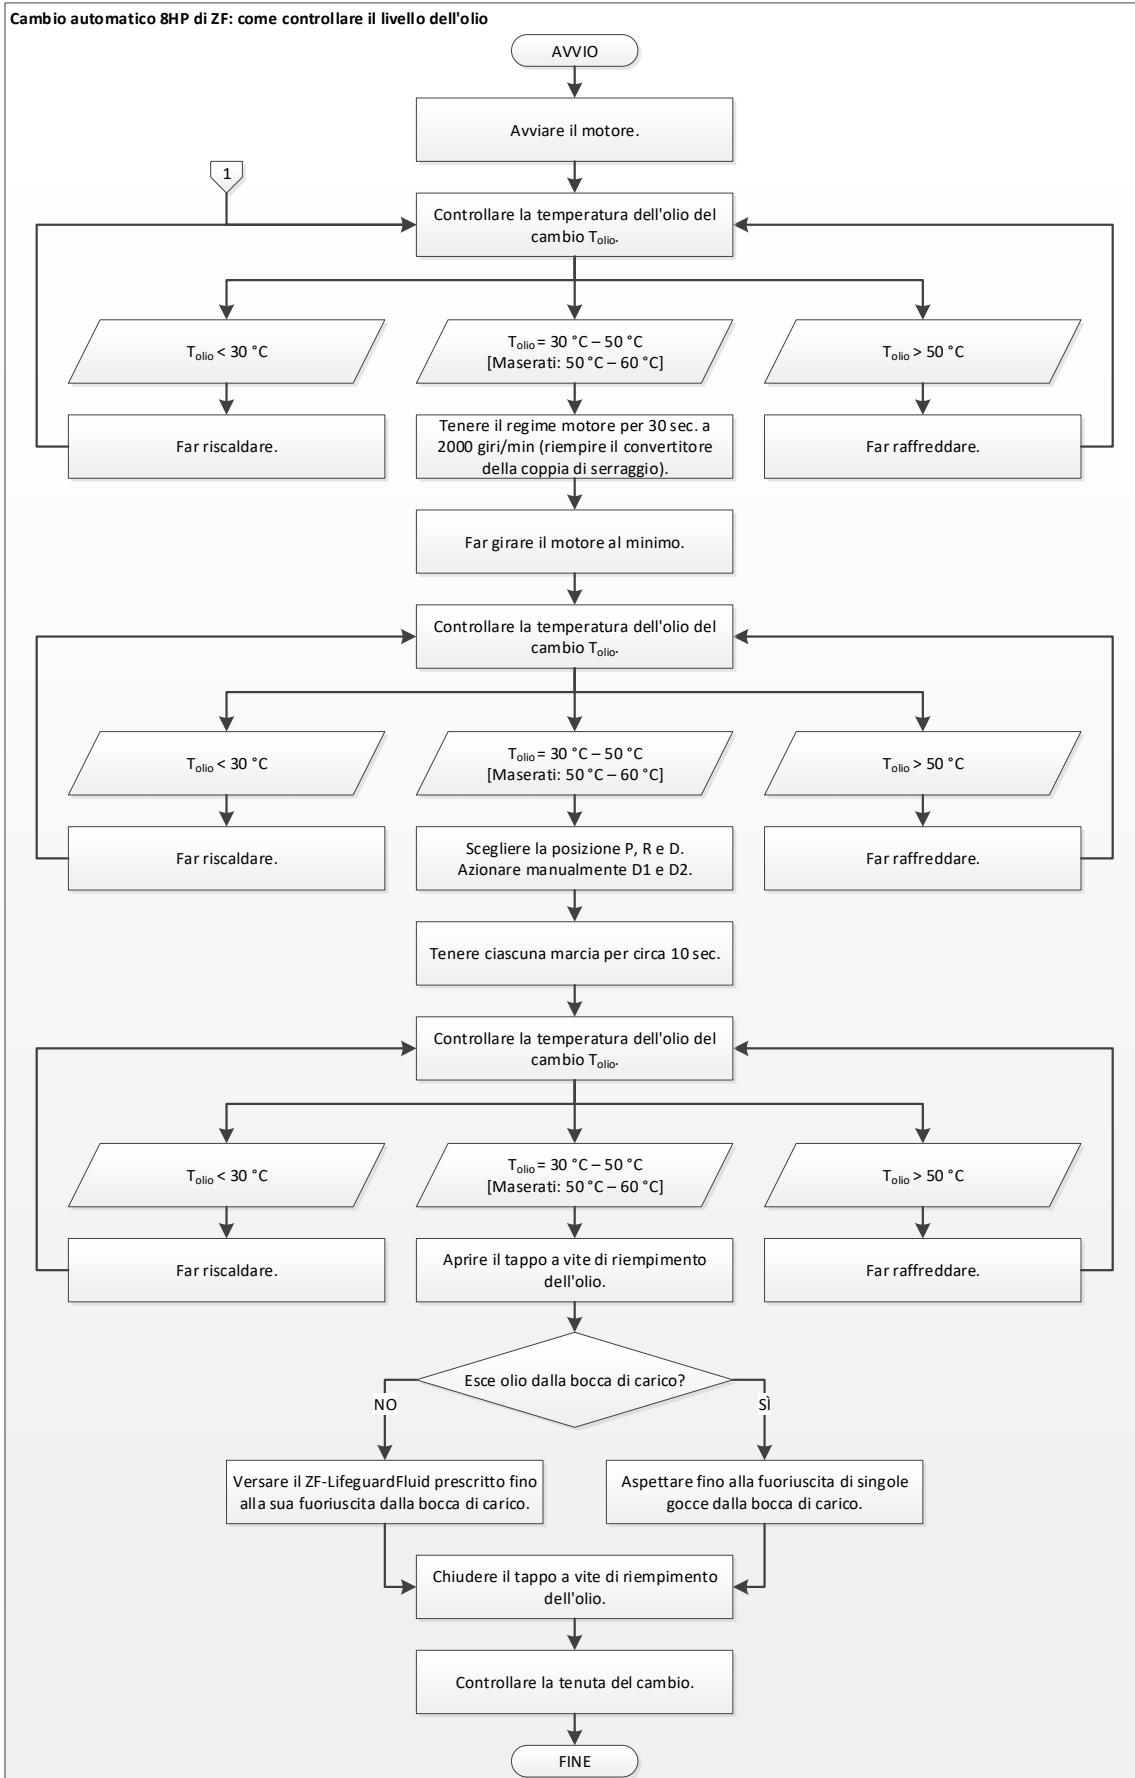 Cambio automatico 8HP di ZF: come controllare il livello dell'olio
AVVIO
Avviare il motore.
1
Controllare la temperatura dell'olio del
cambio Tolio.
Tolio < 30 °C
Tolio = 30 °C – 50 °C
[Maserati: 50 °C – 60 °C]
Tolio > 50 °C
Far riscaldare.
Tenere il regime motore per 30 sec. a
2000 giri/min (riempire il convertitore
della coppia di serraggio).
Far raffreddare.
Far girare il motore al minimo.
Controllare la temperatura dell'olio del
cambio Tolio.
Tolio < 30 °C
Tolio = 30 °C – 50 °C
[Maserati: 50 °C – 60 °C]
Tolio > 50 °C
Far riscaldare.
Scegliere la posizione P, R e D.
Azionare manualmente D1 e D2.
Far raffreddare.
Tenere ciascuna marcia per circa 10 sec.
Controllare la temperatura dell'olio del
cambio Tolio.
Tolio < 30 °C
Tolio = 30 °C – 50 °C
[Maserati: 50 °C – 60 °C]
Tolio > 50 °C
Far riscaldare.
Aprire il tappo a vite di riempimento
dell'olio.
Far raffreddare.
Esce olio dalla bocca di carico?
NO
SÌ
Versare il ZF-LifeguardFluid prescritto fino
alla sua fuoriuscita dalla bocca di carico.
Aspettare fino alla fuoriuscita di singole
gocce dalla bocca di carico.
Chiudere il tappo a vite di riempimento
dell'olio.
Controllare la tenuta del cambio.
FINE